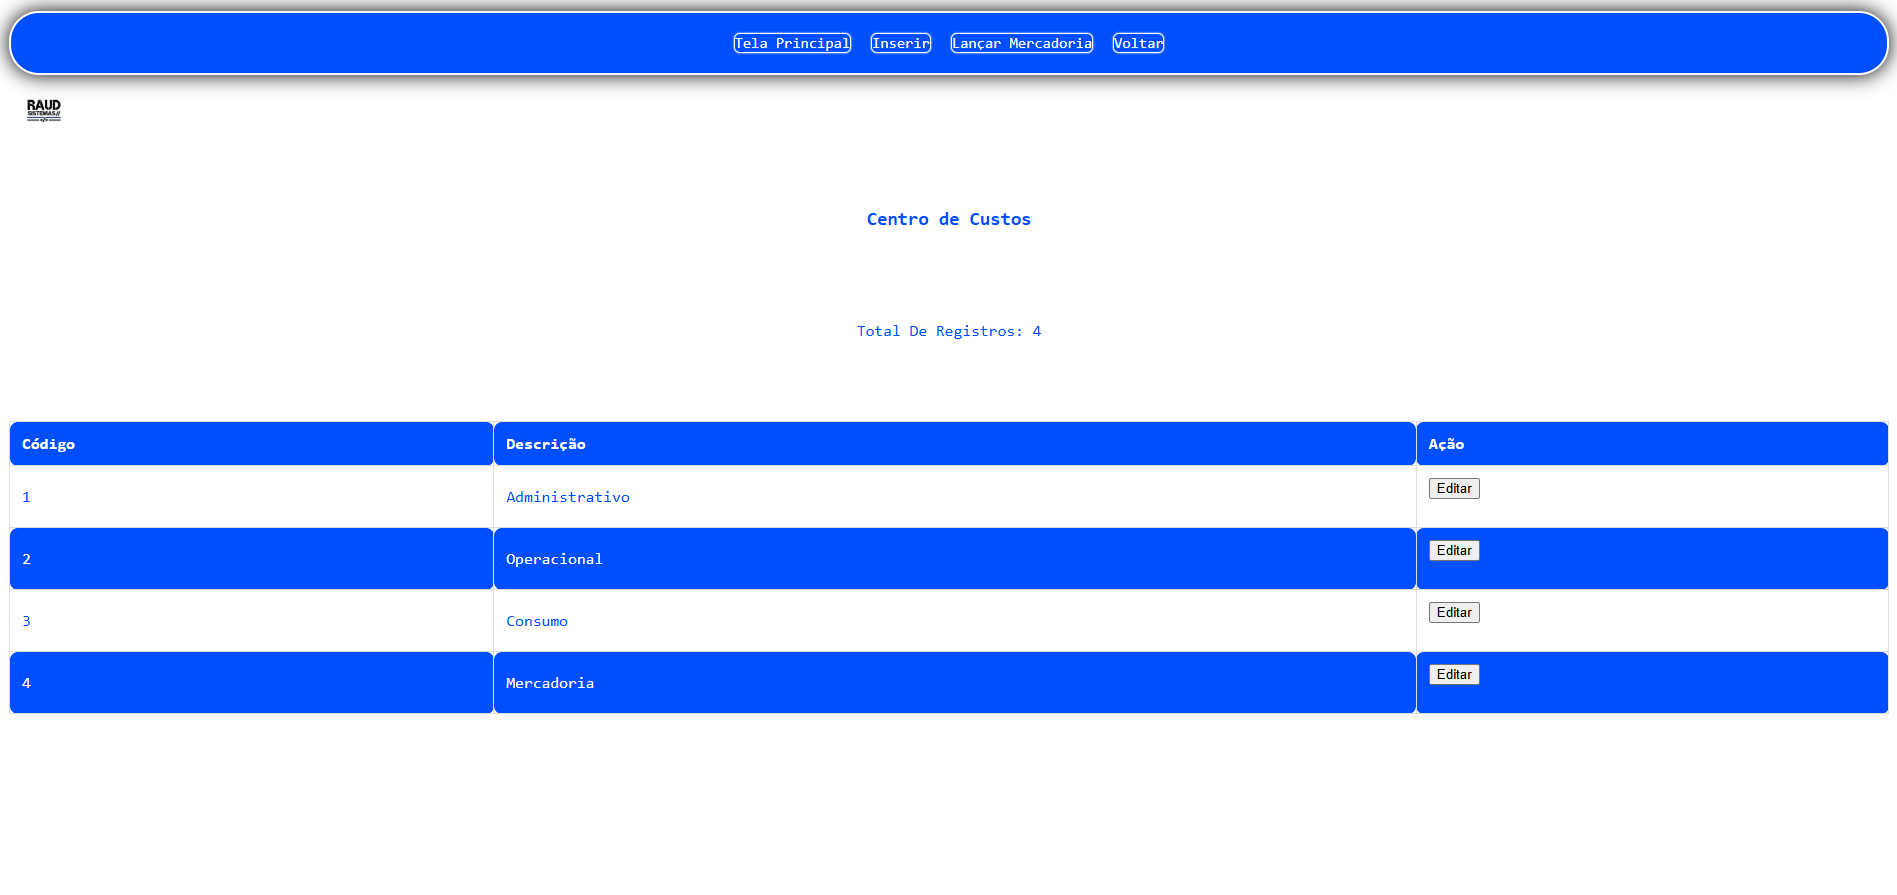 Tela Principal Inserir Lançar Mercadoria Voltar
RAUD
SISTEMAS//
</>
Centro de Custos
Total De Registros: 4
Código Descrição Ação
1 Administrativo Editar
2 Operacional Editar
3 Consumo Editar
4 Mercadoria Editar